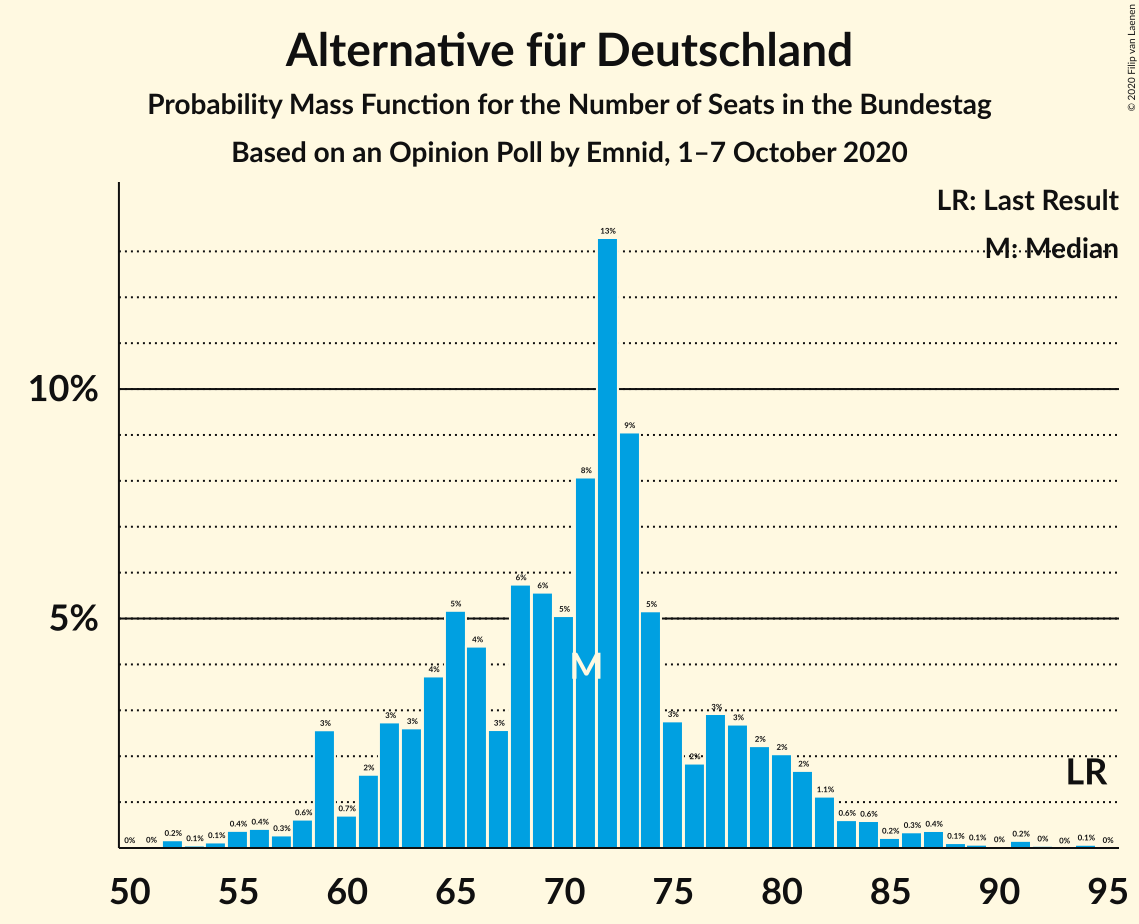 Alternative für Deutschland
Probability Mass Function for the Number of Seats in the Bundestag
Based on an Opinion Poll by Emnid, 1–7 October 2020
© 2020 Filip van Laenen
LR: Last Result
M: Median
10%
5%
0% 0% 0.2% 0.1% 0.1% 0.4% 0.4% 0.3% 0.6% 3% 0.7% 2% 3% 3% 4% 5% 4% 3% 6% 6% 5% 8% 13% 9% 5% 3% 2% 3% 3% 2% 2% 2% 1.1% 0.6% 0.6% 0.2% 0.3% 0.4% 0.1% 0.1% 0% 0.2% 0% 0% 0.1% 0%
M
LR
50 55 60 65 70 75 80 85 90 95